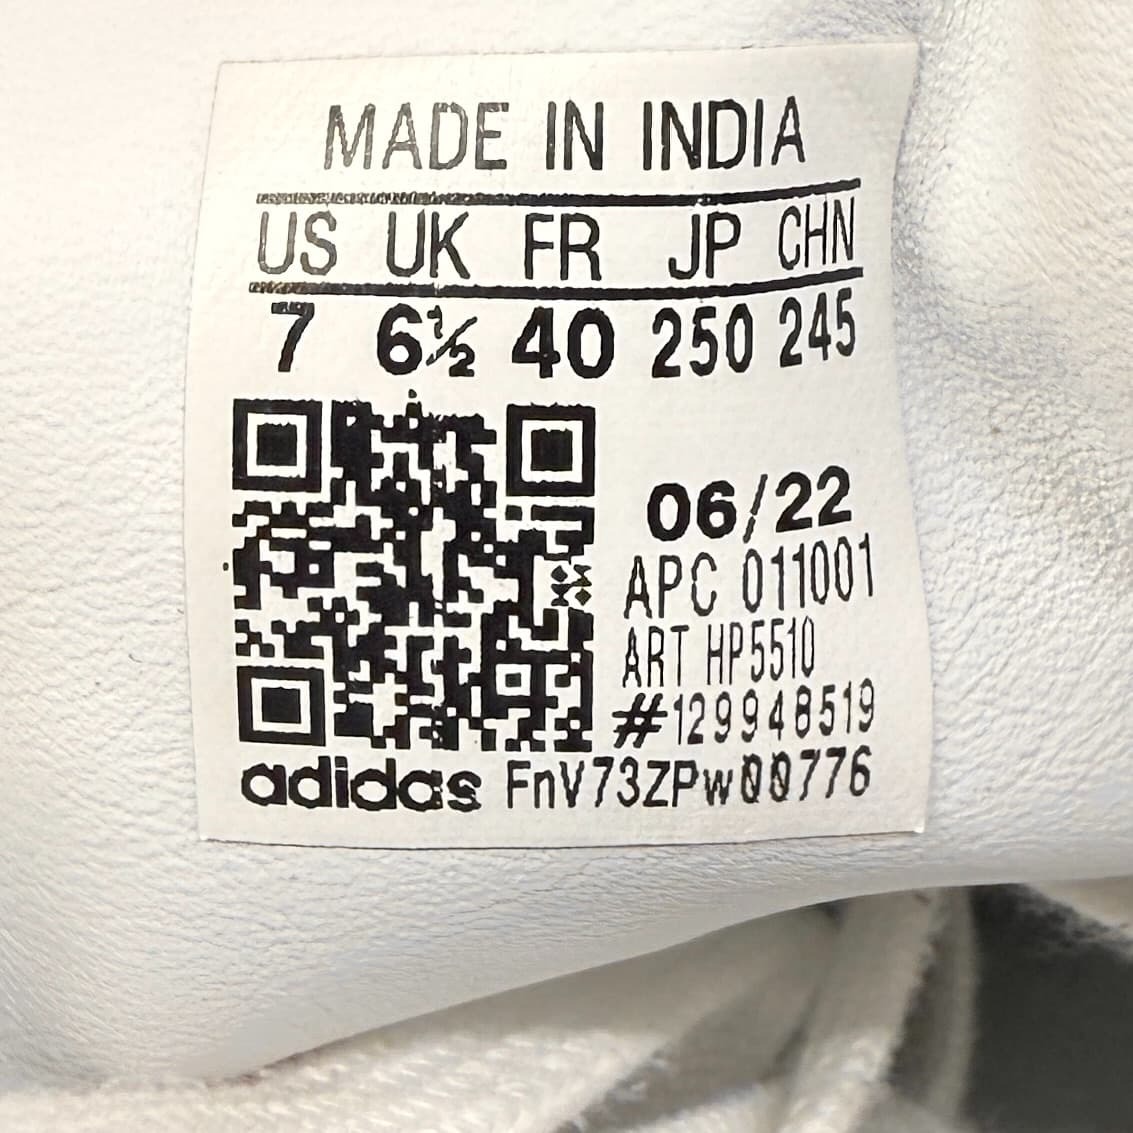 MADE IN INDIA
US UK FR JP CHN
7 6½ 40 250 245
06/22
APC 011001
ART HP5510
#129948519
adidas FnV73ZPw00776